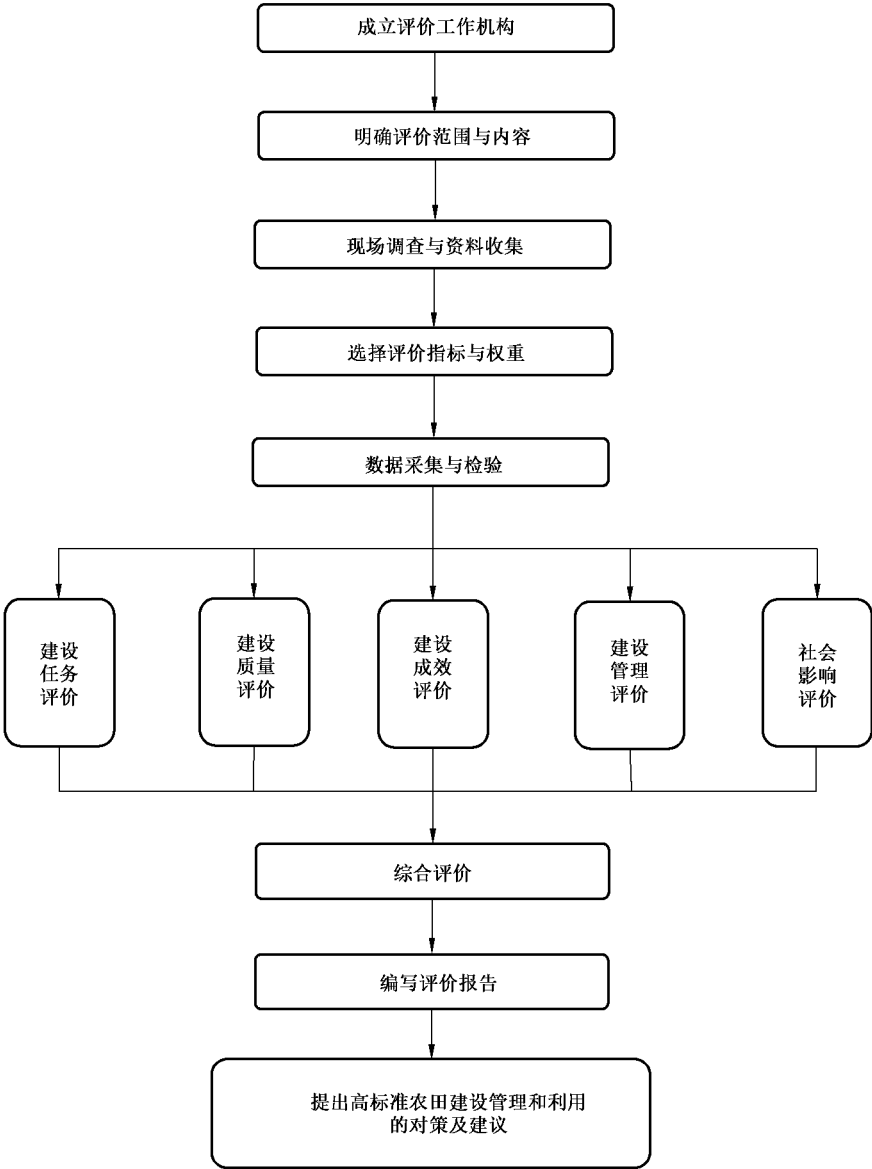 成立评价工作机构
明确评价范围与内容
现场调查与资料收集
选择评价指标与权重
数据采集与检验
建设
任务
评价
建设
质量
评价
建设
成效
评价
建设
管理
评价
社会
影响
评价
综合评价
编写评价报告
提出高标准农田建设管理和利用
的对策及建议